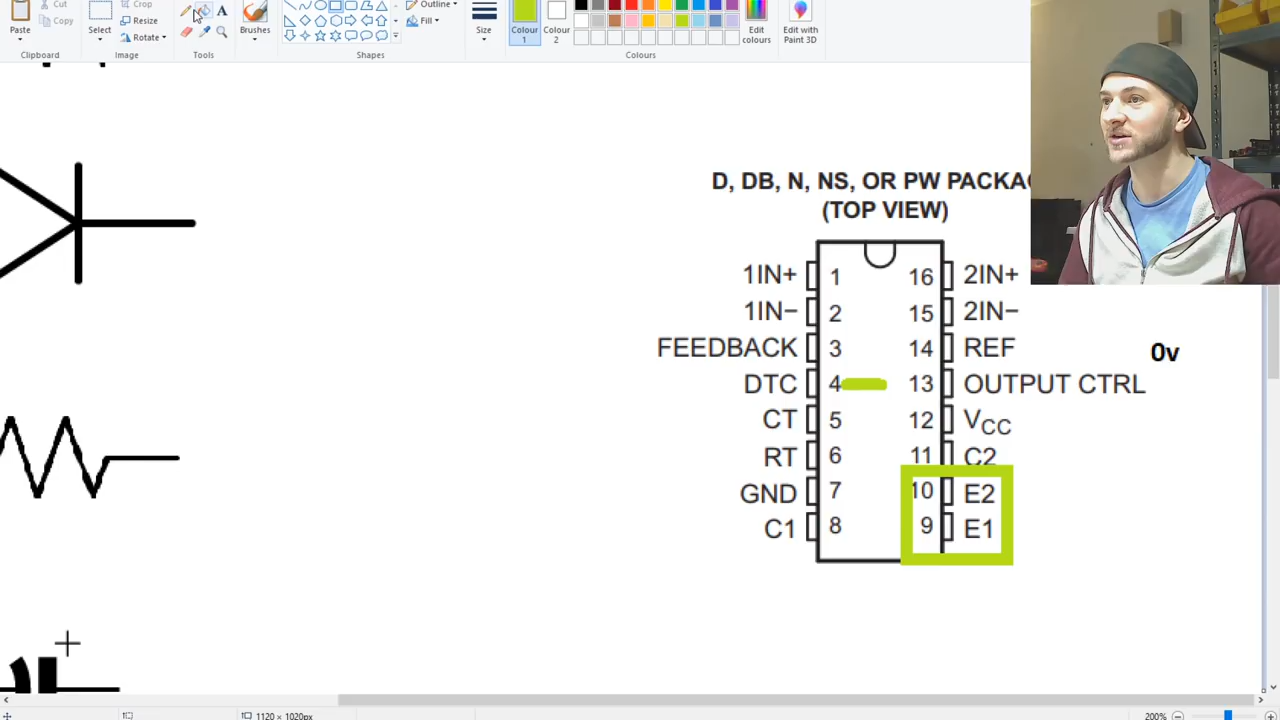 Cut
Crop
Outline
Copy
Resize
Fill
Paste
Select
Rotate
Brushes
Size
Colour
1
Colour
2
Edit
colours
Edit with
Paint 3D
Clipboard
Image
Tools
Shapes
Colours
D, DB, N, NS, OR PW PACKA
(TOP VIEW)
1IN+ 1 16 2IN+
1IN− 2 15 2IN−
FEEDBACK 3 14 REF 0v
DTC 4 13 OUTPUT CTRL
CT 5 12 VCC
RT 6 11 C2
GND 7 10 E2
C1 8 9 E1
1120 × 1020px
200%